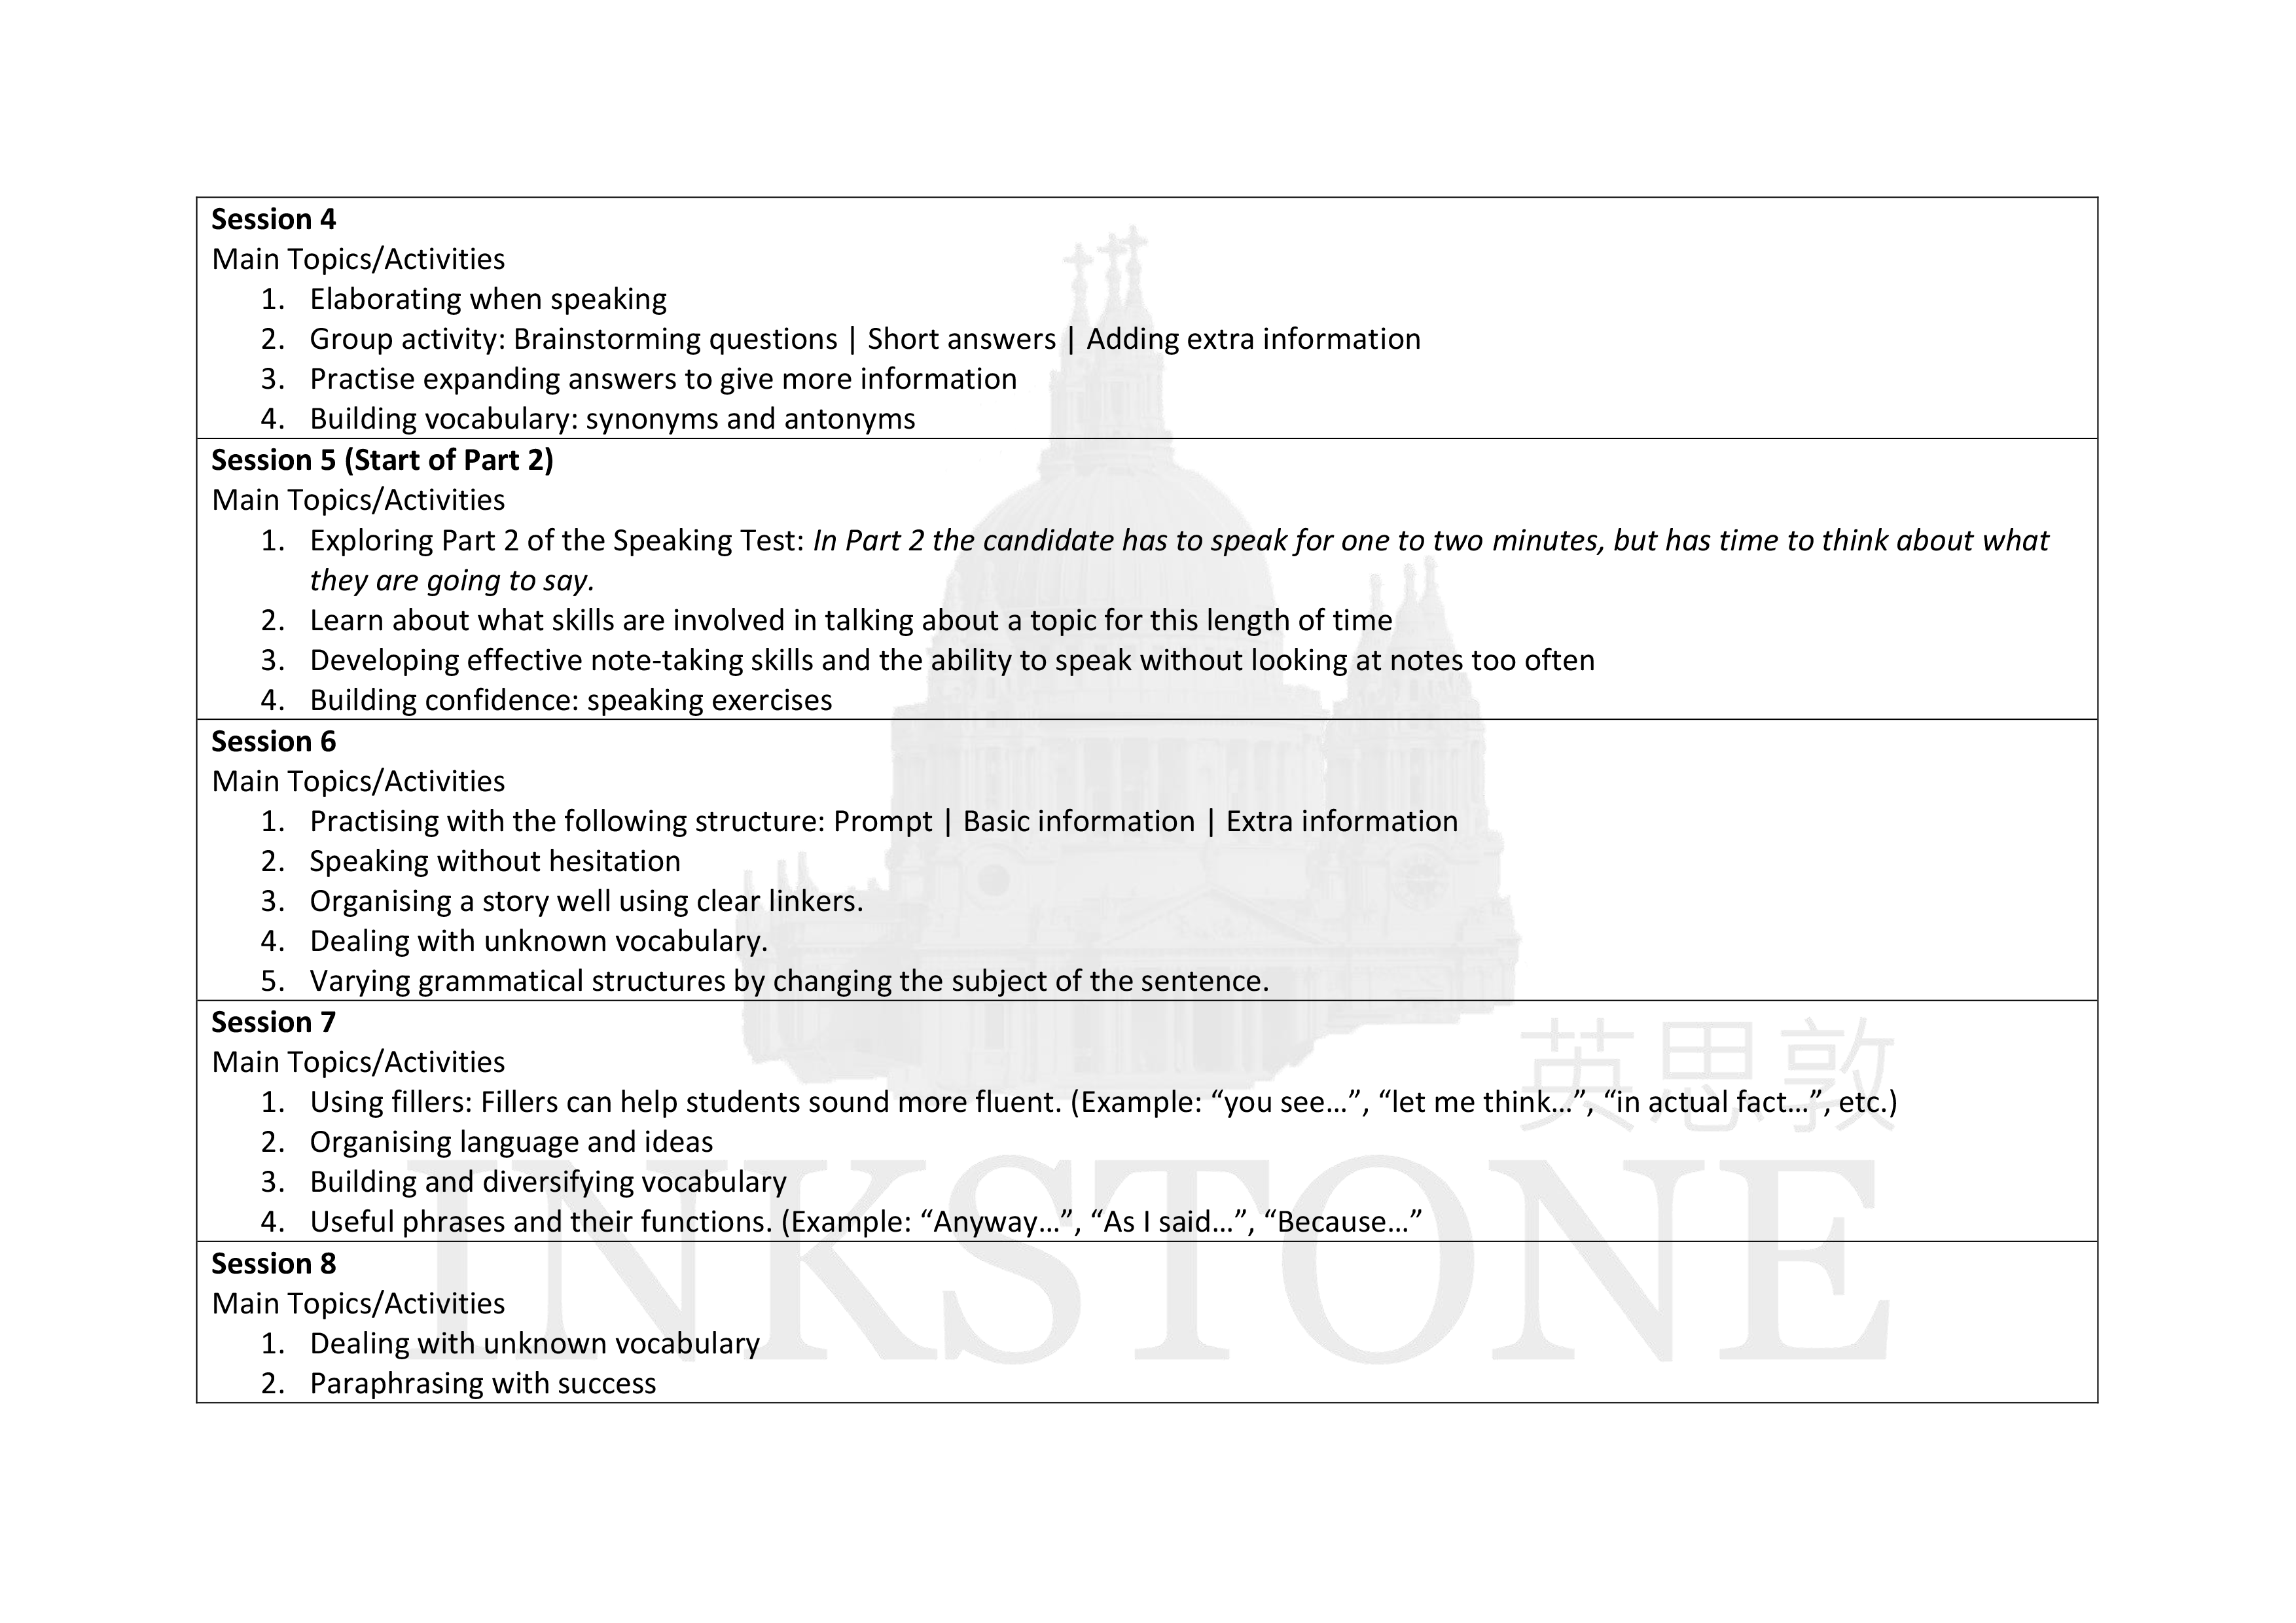 Session 4
Main Topics/Activities
1. Elaborating when speaking
2. Group activity: Brainstorming questions | Short answers | Adding extra information
3. Practise expanding answers to give more information
4. Building vocabulary: synonyms and antonyms
Session 5 (Start of Part 2)
Main Topics/Activities
1. Exploring Part 2 of the Speaking Test: In Part 2 the candidate has to speak for one to two minutes, but has time to think about what
they are going to say.
2. Learn about what skills are involved in talking about a topic for this length of time
3. Developing effective note-taking skills and the ability to speak without looking at notes too often
4. Building confidence: speaking exercises
Session 6
Main Topics/Activities
1. Practising with the following structure: Prompt | Basic information | Extra information
2. Speaking without hesitation
3. Organising a story well using clear linkers.
4. Dealing with unknown vocabulary.
5. Varying grammatical structures by changing the subject of the sentence.
Session 7
Main Topics/Activities
1. Using fillers: Fillers can help students sound more fluent. (Example: “you see…”, “let me think…”, “in actual fact…”, etc.)
2. Organising language and ideas
3. Building and diversifying vocabulary
4. Useful phrases and their functions. (Example: “Anyway…”, “As I said…”, “Because…”
Session 8
Main Topics/Activities
1. Dealing with unknown vocabulary
2. Paraphrasing with success
英思敦
INKSTONE